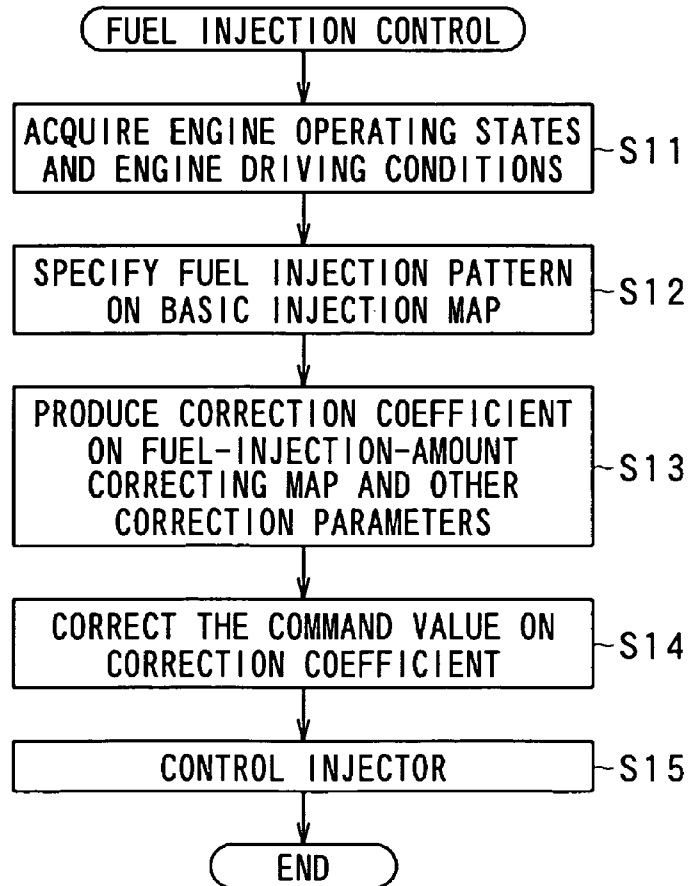 FUEL INJECTION CONTROL
ACQUIRE ENGINE OPERATING STATES
AND ENGINE DRIVING CONDITIONS
S11
SPECIFY FUEL INJECTION PATTERN
ON BASIC INJECTION MAP
S12
PRODUCE CORRECTION COEFFICIENT
ON FUEL-INJECTION-AMOUNT
CORRECTING MAP AND OTHER
CORRECTION PARAMETERS
S13
CORRECT THE COMMAND VALUE ON
CORRECTION COEFFICIENT
S14
CONTROL INJECTOR
S15
END